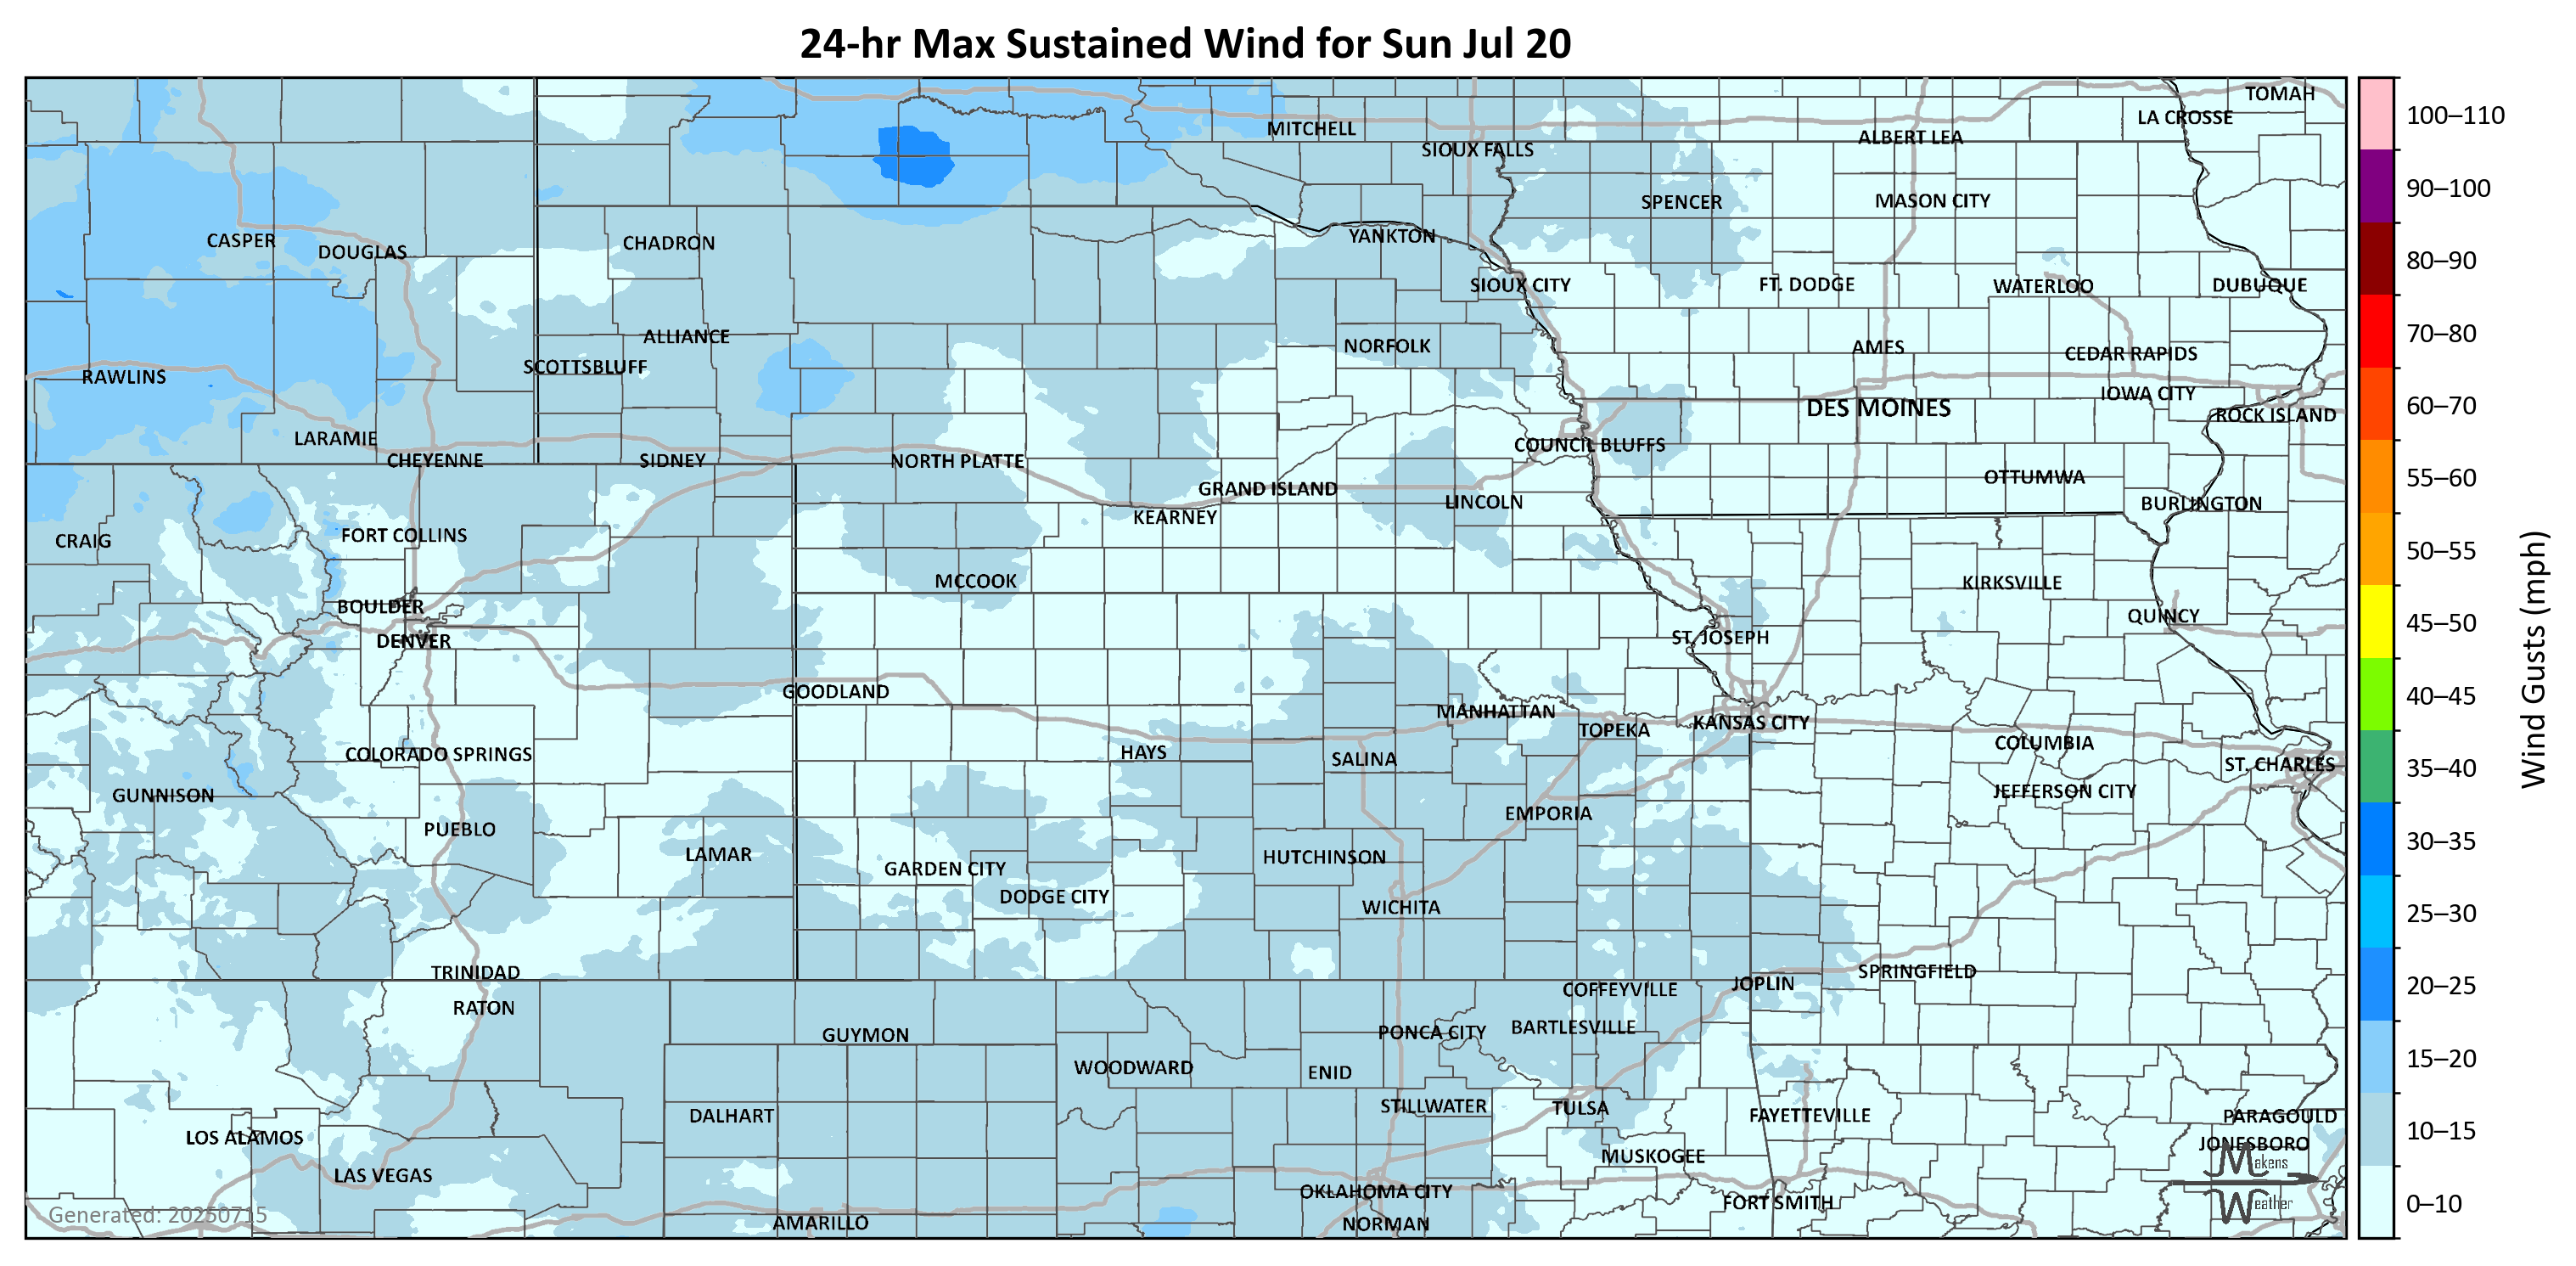 24-hr Max Sustained Wind for Sun Jul 20
TOMAH
LA CROSSE
MITCHELL
ALBERT LEA
SIOUX FALLS
SPENCER
MASON CITY
CASPER
DOUGLAS
CHADRON
YANKTON
SIOUX CITY
FT. DODGE
WATERLOO
DUBUQUE
ALLIANCE
NORFOLK
AMES
CEDAR RAPIDS
SCOTTSBLUFF
RAWLINS
IOWA CITY
DES MOINES
ROCK ISLAND
LARAMIE
COUNCIL BLUFFS
CHEYENNE
SIDNEY
NORTH PLATTE
OTTUMWA
GRAND ISLAND
LINCOLN
BURLINGTON
KEARNEY
FORT COLLINS
CRAIG
MCCOOK
KIRKSVILLE
BOULDER
QUINCY
DENVER
ST. JOSEPH
GOODLAND
MANHATTAN
KANSAS CITY
TOPEKA
COLUMBIA
HAYS
COLORADO SPRINGS
SALINA
ST. CHARLES
JEFFERSON CITY
GUNNISON
EMPORIA
PUEBLO
LAMAR
HUTCHINSON
GARDEN CITY
DODGE CITY
WICHITA
TRINIDAD
SPRINGFIELD
JOPLIN
COFFEYVILLE
RATON
BARTLESVILLE
PONCA CITY
GUYMON
WOODWARD
ENID
STILLWATER
TULSA
DALHART
FAYETTEVILLE
PARAGOULD
LOS ALAMOS
JONESBORO
MUSKOGEE
LAS VEGAS
OKLAHOMA CITY
FORT SMITH
AMARILLO
NORMAN
Makens
Weather
Generated: 20250715
100–110
90–100
80–90
70–80
60–70
55–60
50–55
45–50
40–45
35–40
30–35
25–30
20–25
15–20
10–15
0–10
Wind Gusts (mph)